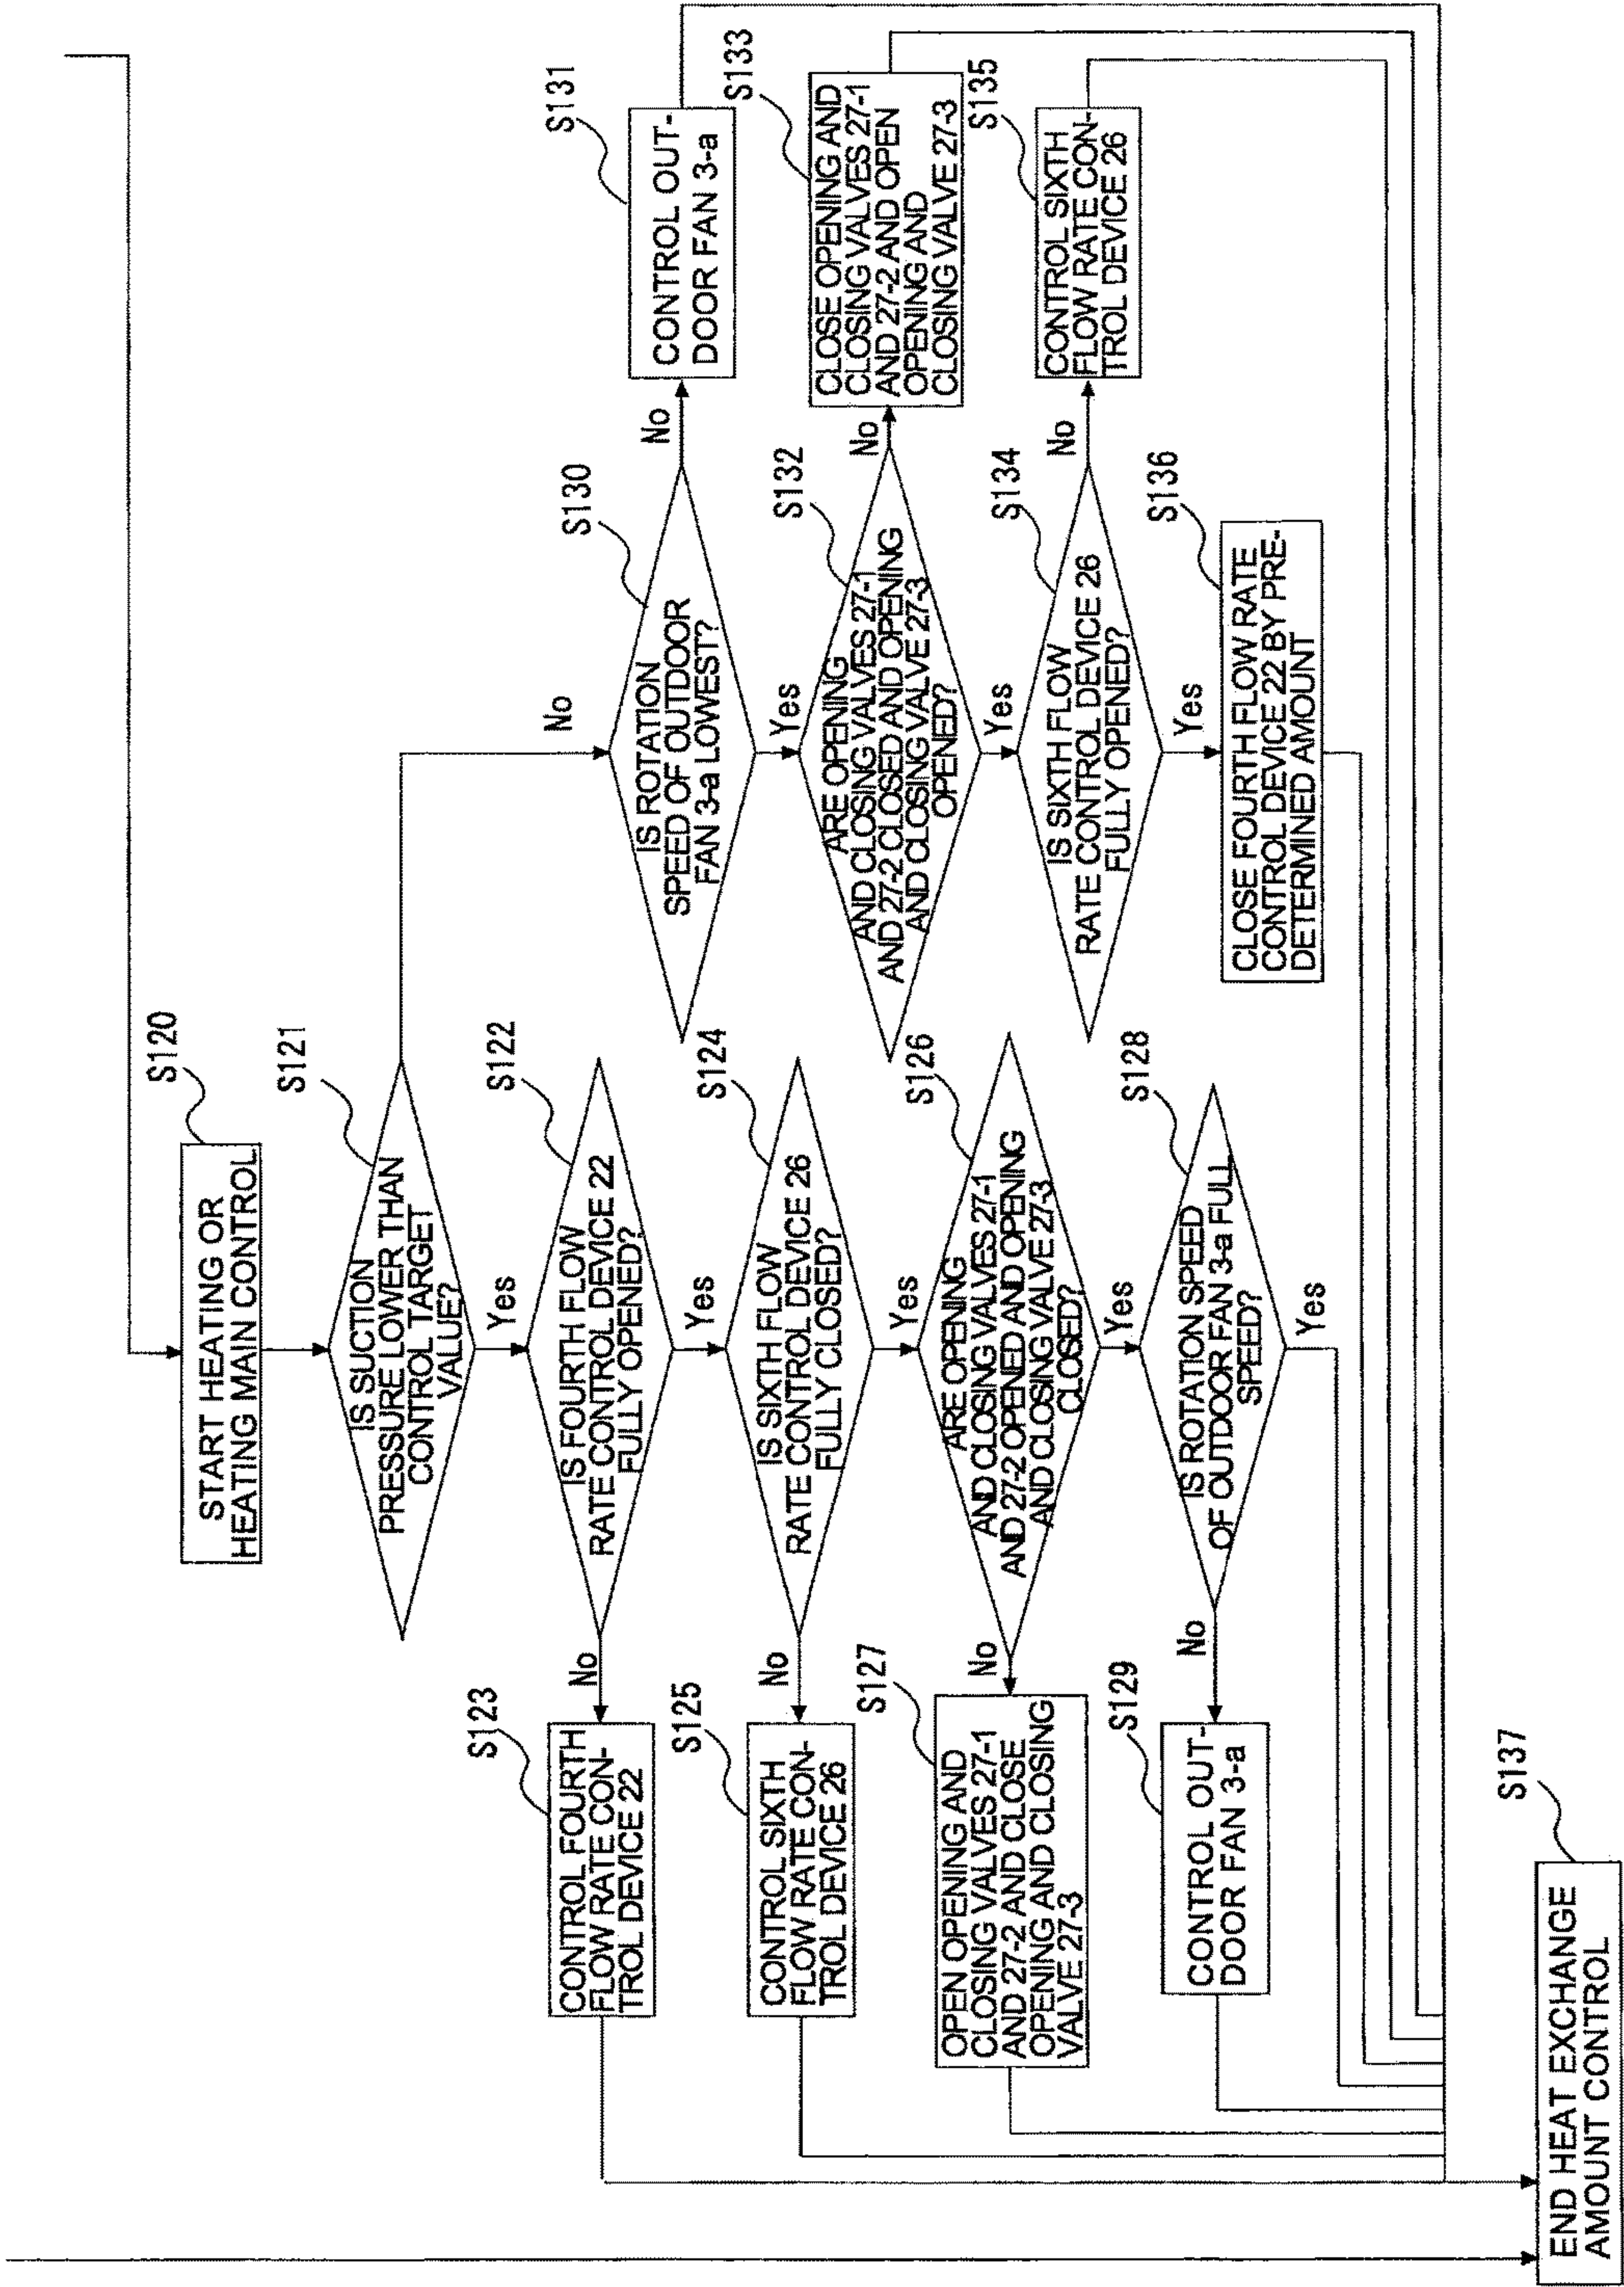 S120
START HEATING OR
HEATING MAIN CONTROL
S121
IS SUCTION
PRESSURE LOWER THAN
CONTROL TARGET
VALUE?
No
Yes
S122
IS FOURTH FLOW
RATE CONTROL DEVICE 22
FULLY OPENED?
No
S123
CONTROL FOURTH
FLOW RATE CON-
TROL DEVICE 22
Yes
S124
IS SIXTH FLOW
RATE CONTROL DEVICE 26
FULLY CLOSED?
No
S125
CONTROL SIXTH
FLOW RATE CON-
TROL DEVICE 26
Yes
S126
ARE OPENING
AND CLOSING VALVES 27-1
AND 27-2 OPENED AND OPENING
AND CLOSING VALVE 27-3
CLOSED?
No
S127
OPEN OPENING AND
CLOSING VALVES 27-1
AND 27-2 AND CLOSE
OPENING AND CLOSING
VALVE 27-3
Yes
S128
IS ROTATION SPEED
OF OUTDOOR FAN 3-a FULL
SPEED?
No
S129
CONTROL OUT-
DOOR FAN 3-a
Yes
S130
IS ROTATION
SPEED OF OUTDOOR
FAN 3-a LOWEST?
No
S131
CONTROL OUT-
DOOR FAN 3-a
Yes
S132
ARE OPENING
AND CLOSING VALVES 27-1
AND 27-2 CLOSED AND OPENING
AND CLOSING VALVE 27-3
OPENED?
No
S133
CLOSE OPENING AND
CLOSING VALVES 27-1
AND 27-2 AND OPEN
OPENING AND
CLOSING VALVE 27-3
Yes
S134
IS SIXTH FLOW
RATE CONTROL DEVICE 26
FULLY OPENED?
No
S135
CONTROL SIXTH
FLOW RATE CON-
TROL DEVICE 26
Yes
S136
CLOSE FOURTH FLOW RATE
CONTROL DEVICE 22 BY PRE-
DETERMINED AMOUNT
S137
END HEAT EXCHANGE
AMOUNT CONTROL